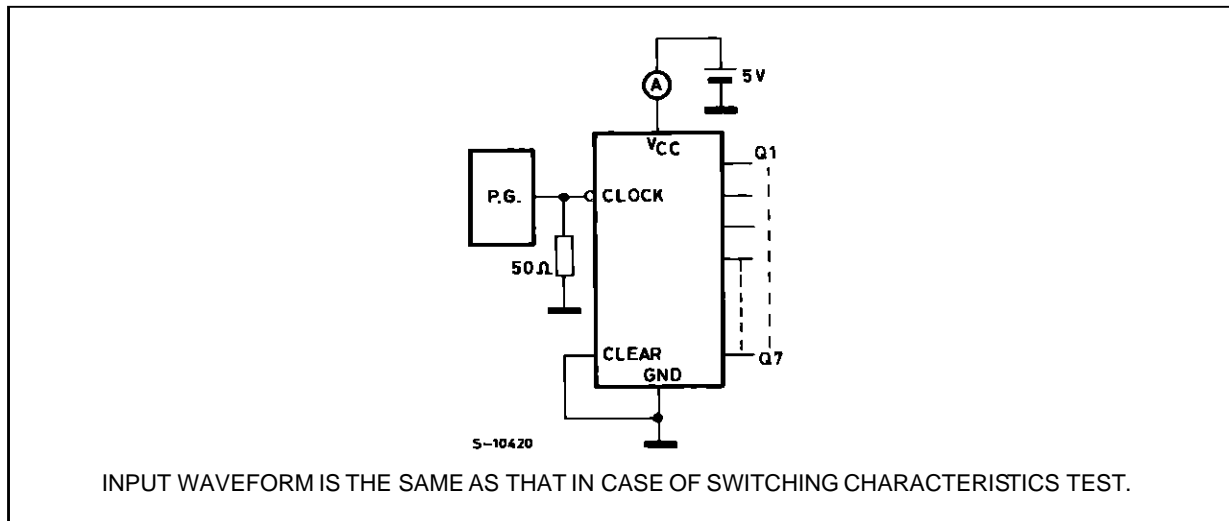 A
5V
VCC
Q1
P.G.
CLOCK
50Ω
CLEAR
Q7
GND
S-10420
INPUT WAVEFORM IS THE SAME AS THAT IN CASE OF SWITCHING CHARACTERISTICS TEST.